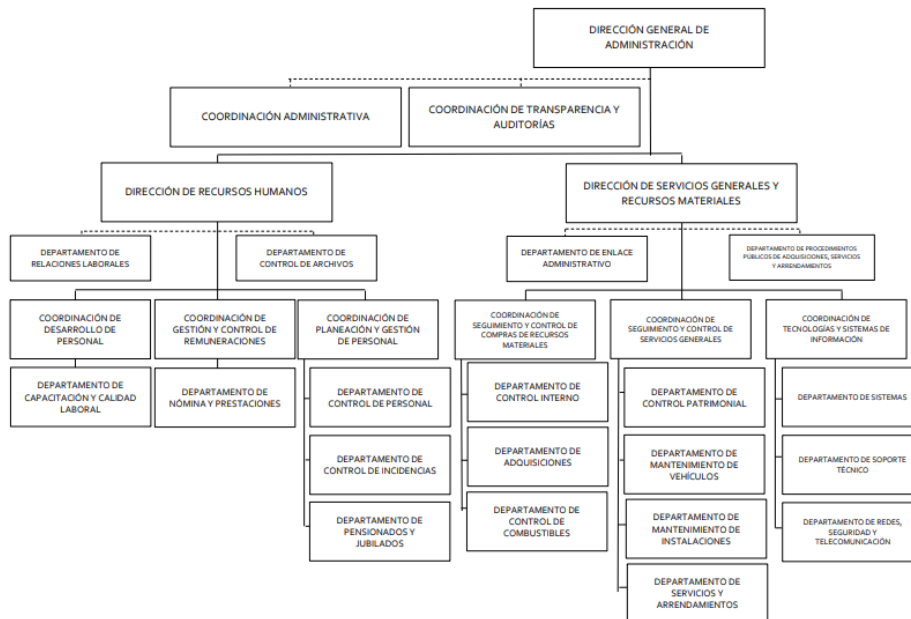 DIRECCIÓN GENERAL DE
ADMINISTRACIÓN
COORDINACIÓN ADMINISTRATIVA
COORDINACIÓN DE TRANSPARENCIA Y
AUDITORÍAS
DIRECCIÓN DE RECURSOS HUMANOS
DIRECCIÓN DE SERVICIOS GENERALES Y
RECURSOS MATERIALES
DEPARTAMENTO DE
RELACIONES LABORALES
DEPARTAMENTO DE
CONTROL DE ARCHIVOS
DEPARTAMENTO DE ENLACE
ADMINISTRATIVO
DEPARTAMENTO DE PROCEDIMIENTOS
PÚBLICOS DE ADQUISICIONES, SERVICIOS
Y ARRENDAMIENTOS
COORDINACIÓN DE
DESARROLLO DE
PERSONAL
COORDINACIÓN DE
GESTIÓN Y CONTROL DE
REMUNERACIONES
COORDINACIÓN DE
PLANEACIÓN Y GESTIÓN
DE PERSONAL
COORDINACIÓN DE
SEGUIMIENTO Y CONTROL DE
COMPRAS DE RECURSOS
MATERIALES
COORDINACIÓN DE
SEGUIMIENTO Y CONTROL DE
SERVICIOS GENERALES
COORDINACIÓN DE
TECNOLOGÍAS Y SISTEMAS DE
INFORMACIÓN
DEPARTAMENTO DE
CAPACITACIÓN Y CALIDAD
LABORAL
DEPARTAMENTO DE
NÓMINA Y PRESTACIONES
DEPARTAMENTO DE
CONTROL DE PERSONAL
DEPARTAMENTO DE
CONTROL INTERNO
DEPARTAMENTO DE
CONTROL PATRIMONIAL
DEPARTAMENTO DE SISTEMAS
DEPARTAMENTO DE
CONTROL DE INCIDENCIAS
DEPARTAMENTO DE
ADQUISICIONES
DEPARTAMENTO DE
MANTENIMIENTO DE
VEHÍCULOS
DEPARTAMENTO DE SOPORTE
TÉCNICO
DEPARTAMENTO DE
PENSIONADOS Y
JUBILADOS
DEPARTAMENTO DE
CONTROL DE
COMBUSTIBLES
DEPARTAMENTO DE
MANTENIMIENTO DE
INSTALACIONES
DEPARTAMENTO DE REDES,
SEGURIDAD Y
TELECOMUNICACIÓN
DEPARTAMENTO DE
SERVICIOS Y
ARRENDAMIENTOS